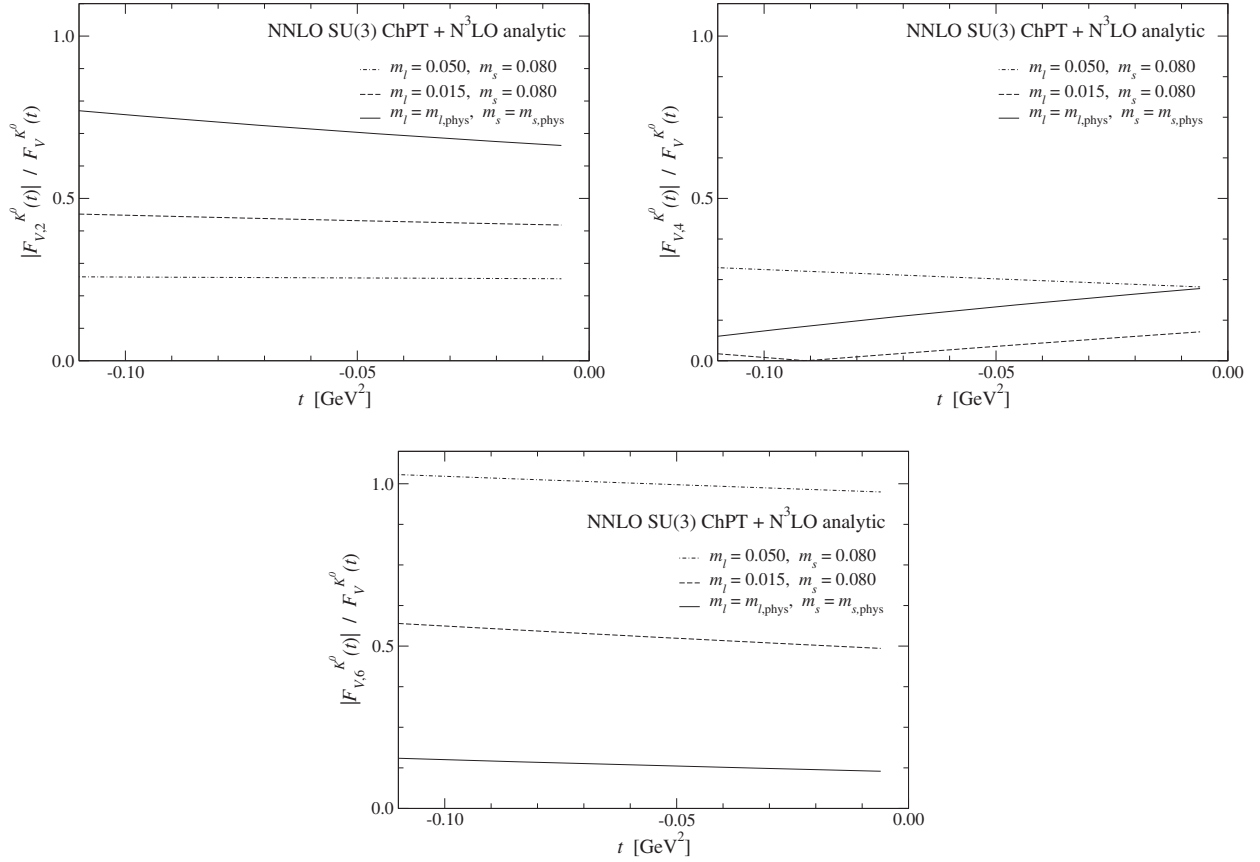 NNLO SU(3) ChPT + N³LO analytic
m_l = 0.050, m_s = 0.080
m_l = 0.015, m_s = 0.080
m_l = m_l,phys, m_s = m_s,phys
|F_V,2^K⁰(t)| / F_V^K⁰(t)
1.0
0.5
0.0
-0.10 -0.05 0.00
t [GeV²]
NNLO SU(3) ChPT + N³LO analytic
m_l = 0.050, m_s = 0.080
m_l = 0.015, m_s = 0.080
m_l = m_l,phys, m_s = m_s,phys
|F_V,4^K⁰(t)| / F_V^K⁰(t)
1.0
0.5
0.0
-0.10 -0.05 0.00
t [GeV²]
NNLO SU(3) ChPT + N³LO analytic
m_l = 0.050, m_s = 0.080
m_l = 0.015, m_s = 0.080
m_l = m_l,phys, m_s = m_s,phys
|F_V,6^K⁰(t)| / F_V^K⁰(t)
1.0
0.5
0.0
-0.10 -0.05 0.00
t [GeV²]